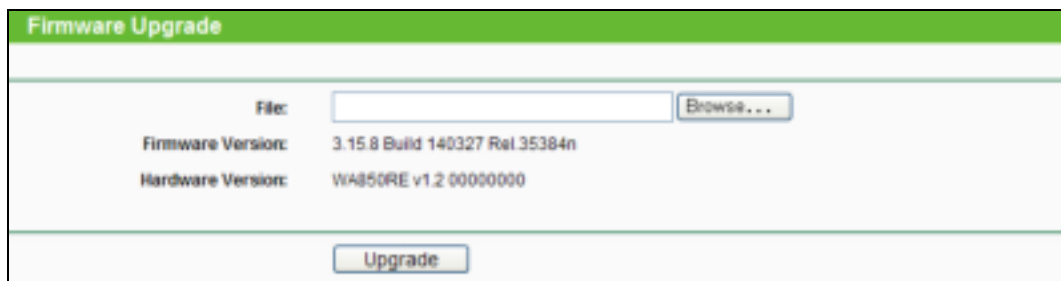 Firmware Upgrade
File: Browse...
Firmware Version: 3.15.8 Build 140327 Rel.35384n
Hardware Version: WA850RE v1.2 00000000
Upgrade